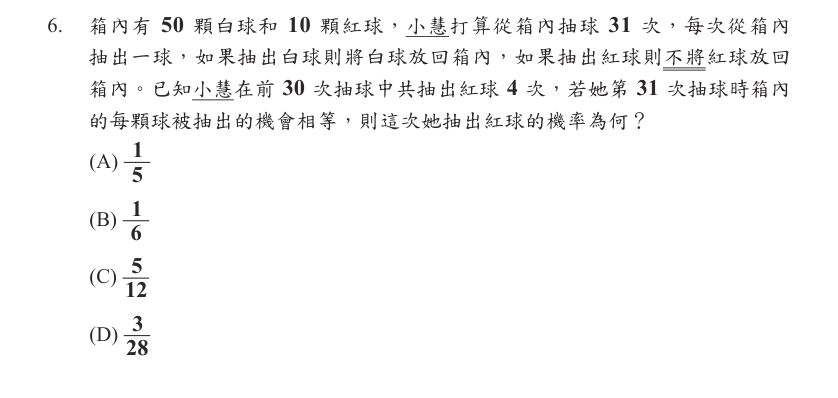 6. 箱內有 50 顆白球和 10 顆紅球，小慧打算從箱內抽球 31 次，每次從箱內
抽出一球，如果抽出白球則將白球放回箱內，如果抽出紅球則不將紅球放回
箱內。已知小慧在前 30 次抽球中共抽出紅球 4 次，若她第 31 次抽球時箱內
的每顆球被抽出的機會相等，則這次她抽出紅球的機率為何？
(A) 1/5
(B) 1/6
(C) 5/12
(D) 3/28